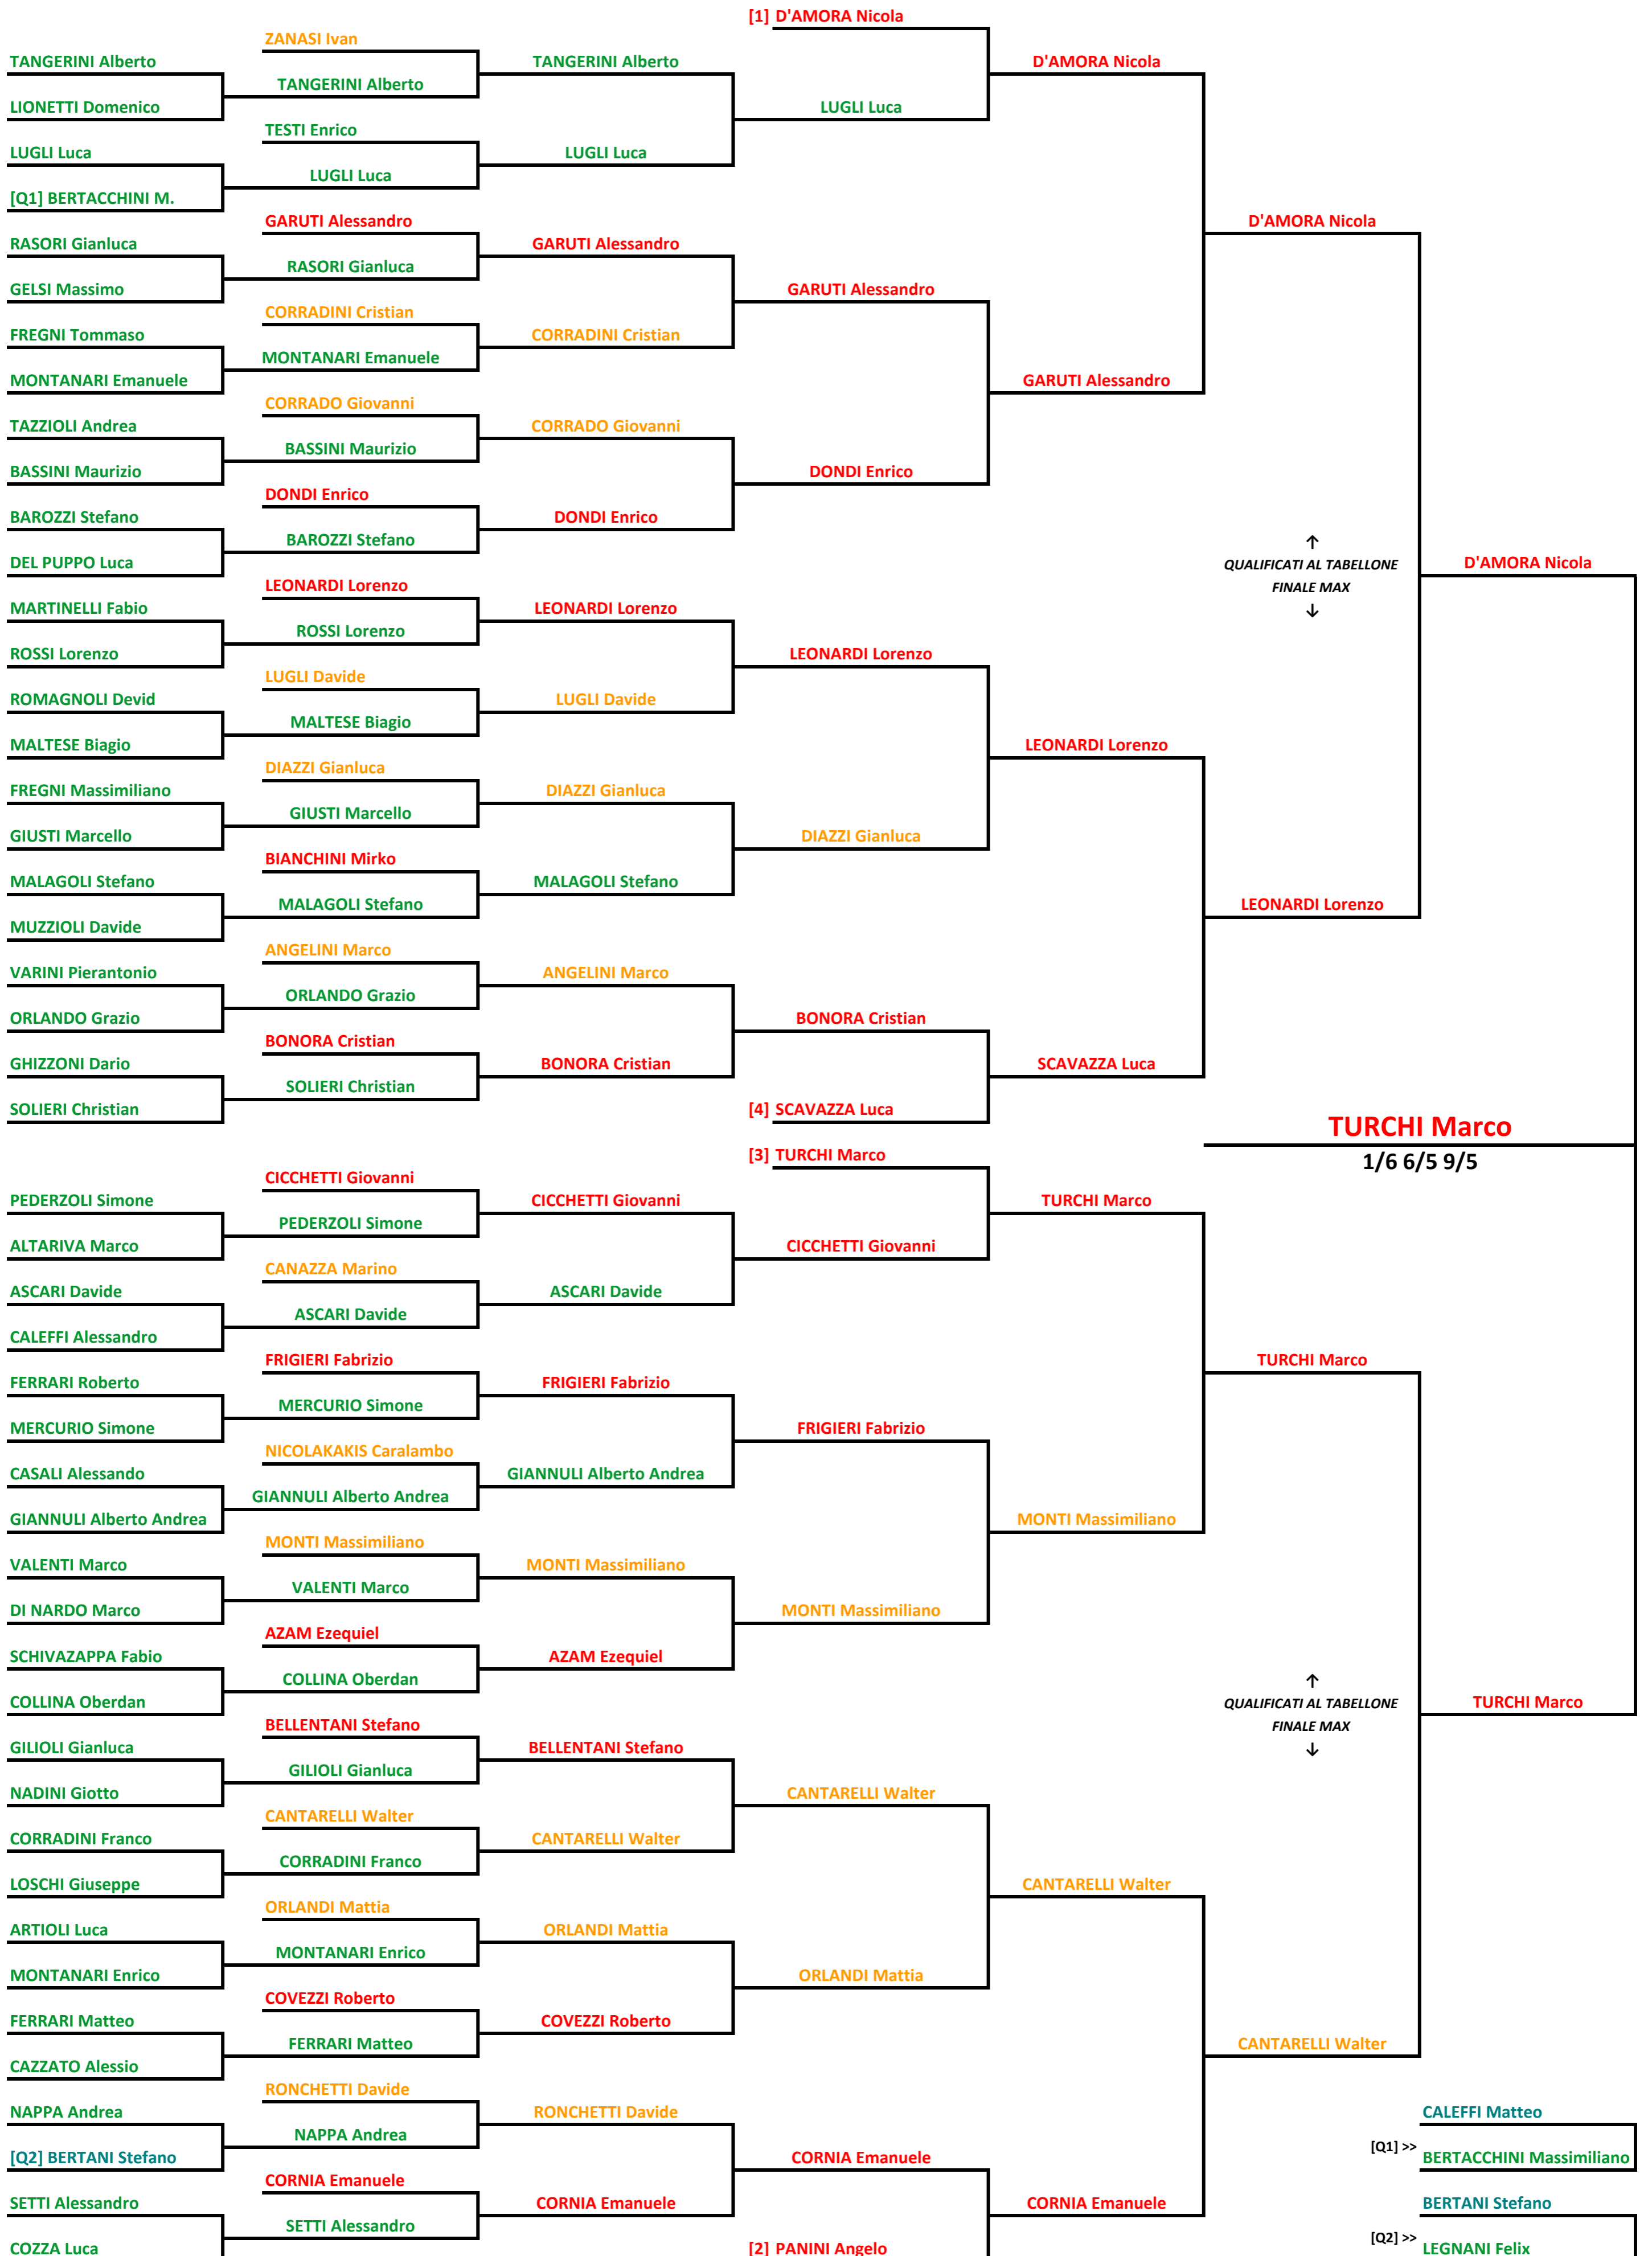 [1] D'AMORA Nicola
ZANASI Ivan
TANGERINI Alberto
TANGERINI Alberto
D'AMORA Nicola
TANGERINI Alberto
LIONETTI Domenico
LUGLI Luca
TESTI Enrico
LUGLI Luca
LUGLI Luca
LUGLI Luca
[Q1] BERTACCHINI M.
GARUTI Alessandro
D'AMORA Nicola
RASORI Gianluca
GARUTI Alessandro
RASORI Gianluca
GELSI Massimo
GARUTI Alessandro
CORRADINI Cristian
FREGNI Tommaso
CORRADINI Cristian
MONTANARI Emanuele
MONTANARI Emanuele
GARUTI Alessandro
CORRADO Giovanni
TAZZIOLI Andrea
CORRADO Giovanni
BASSINI Maurizio
BASSINI Maurizio
DONDI Enrico
DONDI Enrico
BAROZZI Stefano
DONDI Enrico
BAROZZI Stefano
↑
DEL PUPPO Luca
QUALIFICATI AL TABELLONE
D'AMORA Nicola
LEONARDI Lorenzo
FINALE MAX
MARTINELLI Fabio
LEONARDI Lorenzo
↓
ROSSI Lorenzo
ROSSI Lorenzo
LEONARDI Lorenzo
LUGLI Davide
ROMAGNOLI Devid
LUGLI Davide
MALTESE Biagio
MALTESE Biagio
LEONARDI Lorenzo
DIAZZI Gianluca
FREGNI Massimiliano
DIAZZI Gianluca
GIUSTI Marcello
GIUSTI Marcello
DIAZZI Gianluca
BIANCHINI Mirko
MALAGOLI Stefano
MALAGOLI Stefano
MALAGOLI Stefano
LEONARDI Lorenzo
MUZZIOLI Davide
ANGELINI Marco
VARINI Pierantonio
ANGELINI Marco
ORLANDO Grazio
ORLANDO Grazio
BONORA Cristian
BONORA Cristian
GHIZZONI Dario
BONORA Cristian
SCAVAZZA Luca
SOLIERI Christian
SOLIERI Christian
[4] SCAVAZZA Luca
TURCHI Marco
[3] TURCHI Marco
1/6 6/5 9/5
CICCHETTI Giovanni
PEDERZOLI Simone
CICCHETTI Giovanni
TURCHI Marco
PEDERZOLI Simone
ALTARIVA Marco
CICCHETTI Giovanni
CANAZZA Marino
ASCARI Davide
ASCARI Davide
ASCARI Davide
CALEFFI Alessandro
FRIGIERI Fabrizio
TURCHI Marco
FERRARI Roberto
FRIGIERI Fabrizio
MERCURIO Simone
MERCURIO Simone
FRIGIERI Fabrizio
NICOLAKAKIS Caralambo
CASALI Alessando
GIANNULI Alberto Andrea
GIANNULI Alberto Andrea
GIANNULI Alberto Andrea
MONTI Massimiliano
MONTI Massimiliano
VALENTI Marco
MONTI Massimiliano
VALENTI Marco
DI NARDO Marco
MONTI Massimiliano
AZAM Ezequiel
SCHIVAZAPPA Fabio
AZAM Ezequiel
COLLINA Oberdan
↑
COLLINA Oberdan
QUALIFICATI AL TABELLONE
TURCHI Marco
BELLENTANI Stefano
FINALE MAX
GILIOLI Gianluca
BELLENTANI Stefano
↓
GILIOLI Gianluca
NADINI Giotto
CANTARELLI Walter
CANTARELLI Walter
CORRADINI Franco
CANTARELLI Walter
CORRADINI Franco
LOSCHI Giuseppe
CANTARELLI Walter
ORLANDI Mattia
ARTIOLI Luca
ORLANDI Mattia
MONTANARI Enrico
MONTANARI Enrico
ORLANDI Mattia
COVEZZI Roberto
FERRARI Matteo
COVEZZI Roberto
FERRARI Matteo
CANTARELLI Walter
CAZZATO Alessio
RONCHETTI Davide
NAPPA Andrea
RONCHETTI Davide
CALEFFI Matteo
NAPPA Andrea
[Q1] >>
[Q2] BERTANI Stefano
CORNIA Emanuele
BERTACCHINI Massimiliano
CORNIA Emanuele
SETTI Alessandro
CORNIA Emanuele
CORNIA Emanuele
BERTANI Stefano
SETTI Alessandro
[Q2] >>
COZZA Luca
[2] PANINI Angelo
LEGNANI Felix